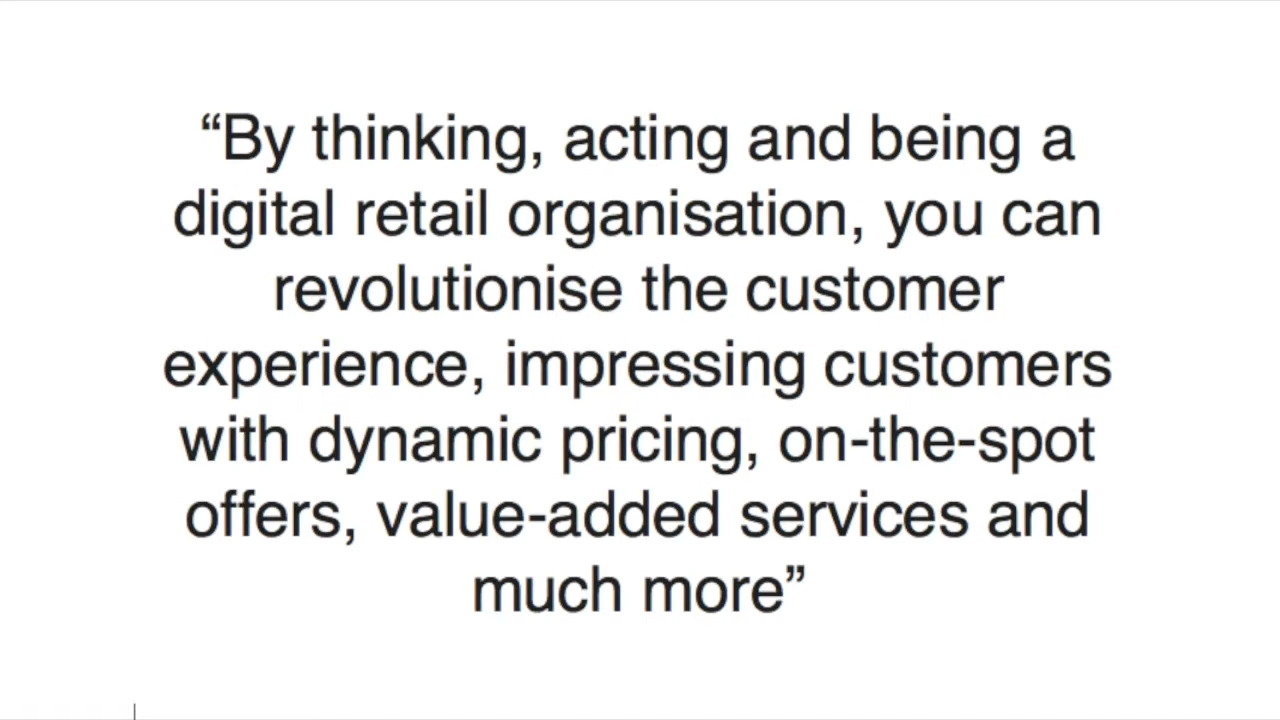 “By thinking, acting and being a
digital retail organisation, you can
revolutionise the customer
experience, impressing customers
with dynamic pricing, on-the-spot
offers, value-added services and
much more”